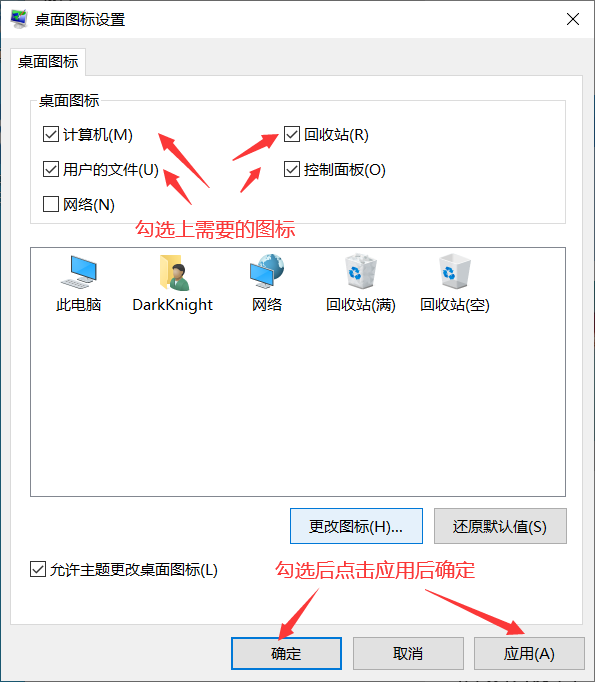 桌面图标设置
桌面图标
桌面图标
计算机(M)
回收站(R)
用户的文件(U)
控制面板(O)
网络(N)
勾选上需要的图标
此电脑
DarkKnight
网络
回收站(满)
回收站(空)
更改图标(H)...
还原默认值(S)
允许主题更改桌面图标(L)
勾选后点击应用后确定
确定
取消
应用(A)